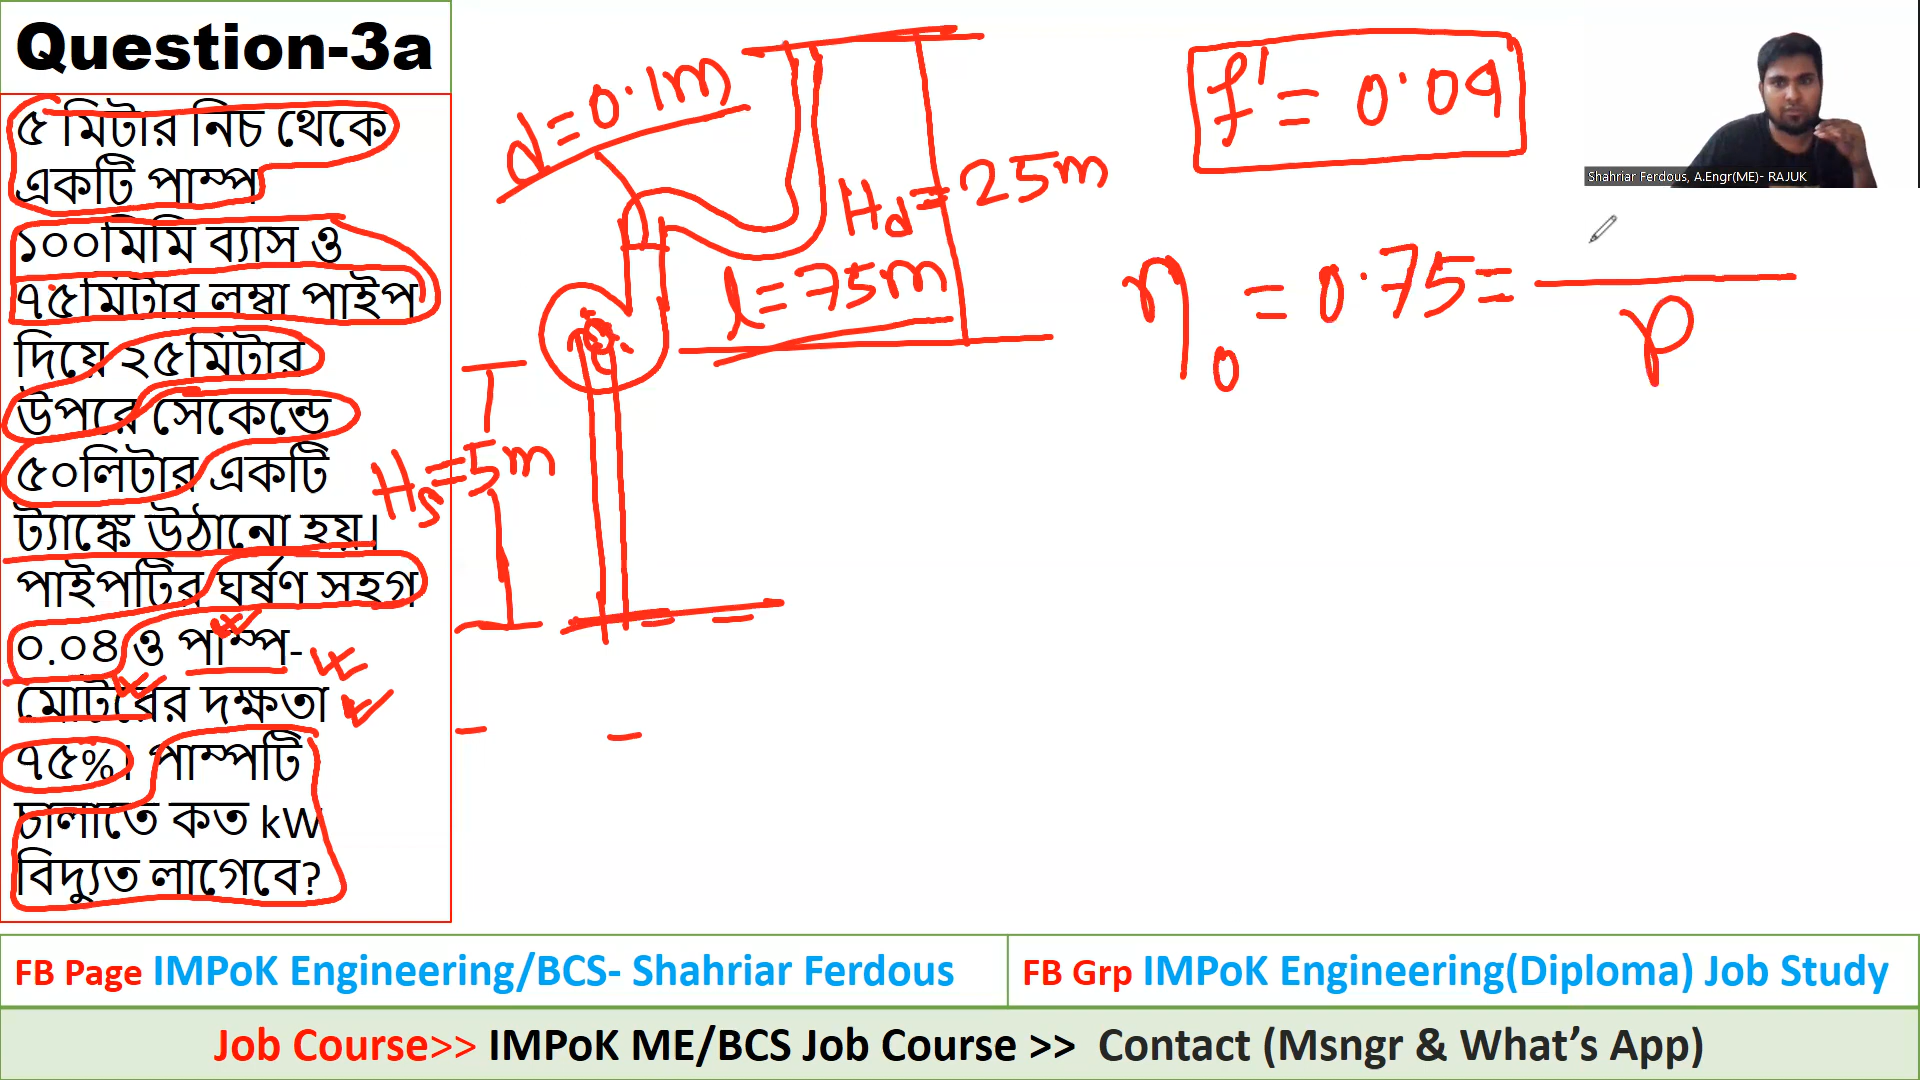 Question-3a
৫ মিটার নিচ থেকে
একটি পাম্প
১০০মিমি ব্যাস ও
৭৫মিটার লম্বা পাইপ
দিয়ে ২৫মিটার
উপরে সেকেন্ডে
৫০লিটার একটি
ট্যাঙ্কে উঠানো হয়।
পাইপটির ঘর্ষণ সহগ
০.০৪ ও পাম্প-
মোটরের দক্ষতা
৭৫%। পাম্পটি
চালাতে কত kW
বিদ্যুত লাগেবে?
d=0.1m
Hd=25m
l=75m
Hs=5m
f'=0.04
η0=0.75=
P
Shahriar Ferdous, A.Engr(ME)- RAJUK
FB Page IMPoK Engineering/BCS- Shahriar Ferdous
FB Grp IMPoK Engineering(Diploma) Job Study
Job Course>> IMPoK ME/BCS Job Course >> Contact (Msngr & What's App)